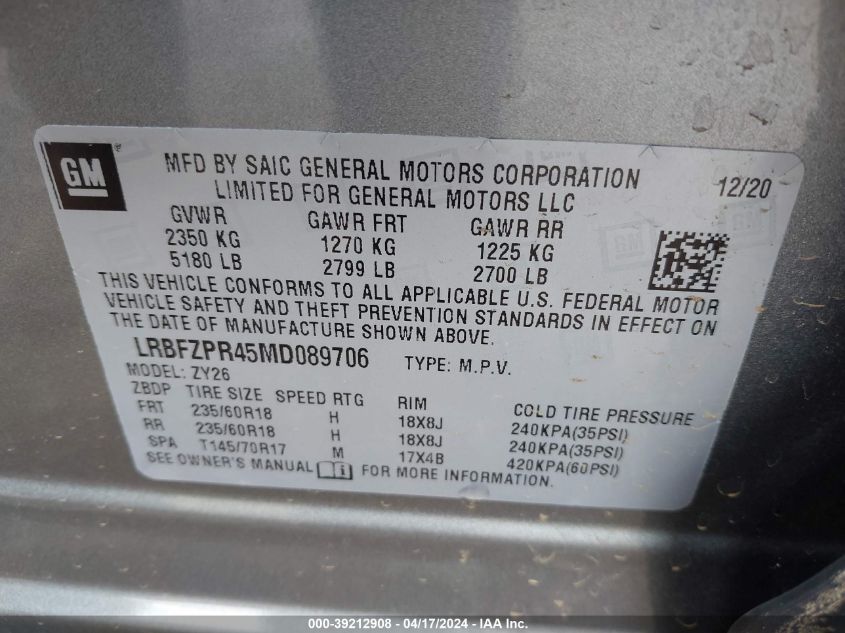 GM ®
MFD BY SAIC GENERAL MOTORS CORPORATION 12/20
LIMITED FOR GENERAL MOTORS LLC
GVWR GAWR FRT GAWR RR
2350 KG 1270 KG 1225 KG
5180 LB 2799 LB 2700 LB
THIS VEHICLE CONFORMS TO ALL APPLICABLE U.S. FEDERAL MOTOR
VEHICLE SAFETY AND THEFT PREVENTION STANDARDS IN EFFECT ON
THE DATE OF MANUFACTURE SHOWN ABOVE.
LRBFZPR45MD089706 TYPE: M.P.V.
MODEL: ZY26
ZBDP TIRE SIZE SPEED RTG RIM COLD TIRE PRESSURE
FRT 235/60R18 H 18X8J 240KPA(35PSI)
RR 235/60R18 H 18X8J 240KPA(35PSI)
SPA T145/70R17 M 17X4B 420KPA(60PSI)
SEE OWNER'S MANUAL FOR MORE INFORMATION.
000-39212908 - 04/17/2024 - IAA Inc.